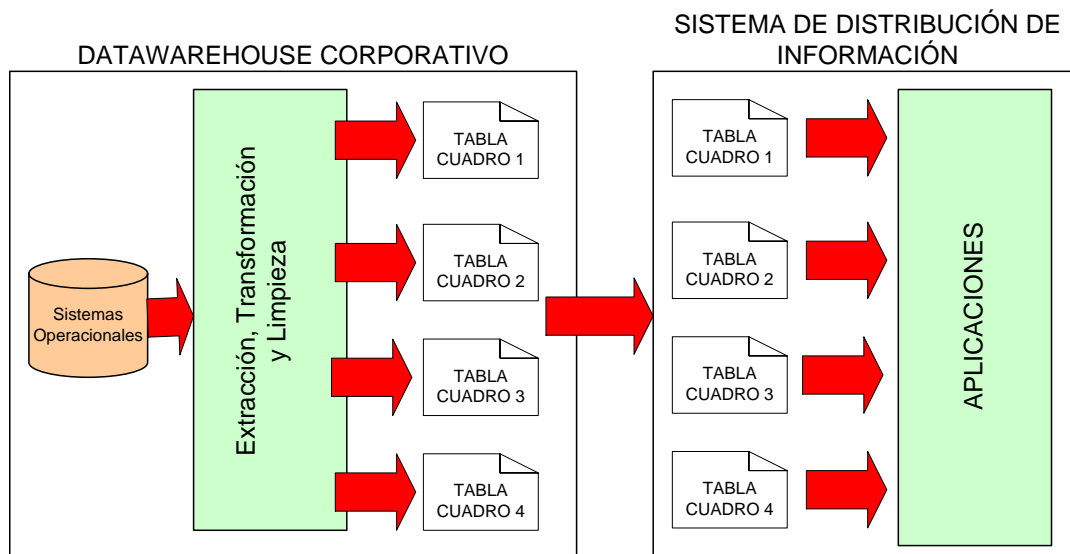 DATAWAREHOUSE CORPORATIVO
Sistemas
Operacionales
Extracción, Transformación
y Limpieza
TABLA
CUADRO 1
TABLA
CUADRO 2
TABLA
CUADRO 3
TABLA
CUADRO 4
SISTEMA DE DISTRIBUCIÓN DE
INFORMACIÓN
TABLA
CUADRO 1
TABLA
CUADRO 2
TABLA
CUADRO 3
TABLA
CUADRO 4
APLICACIONES